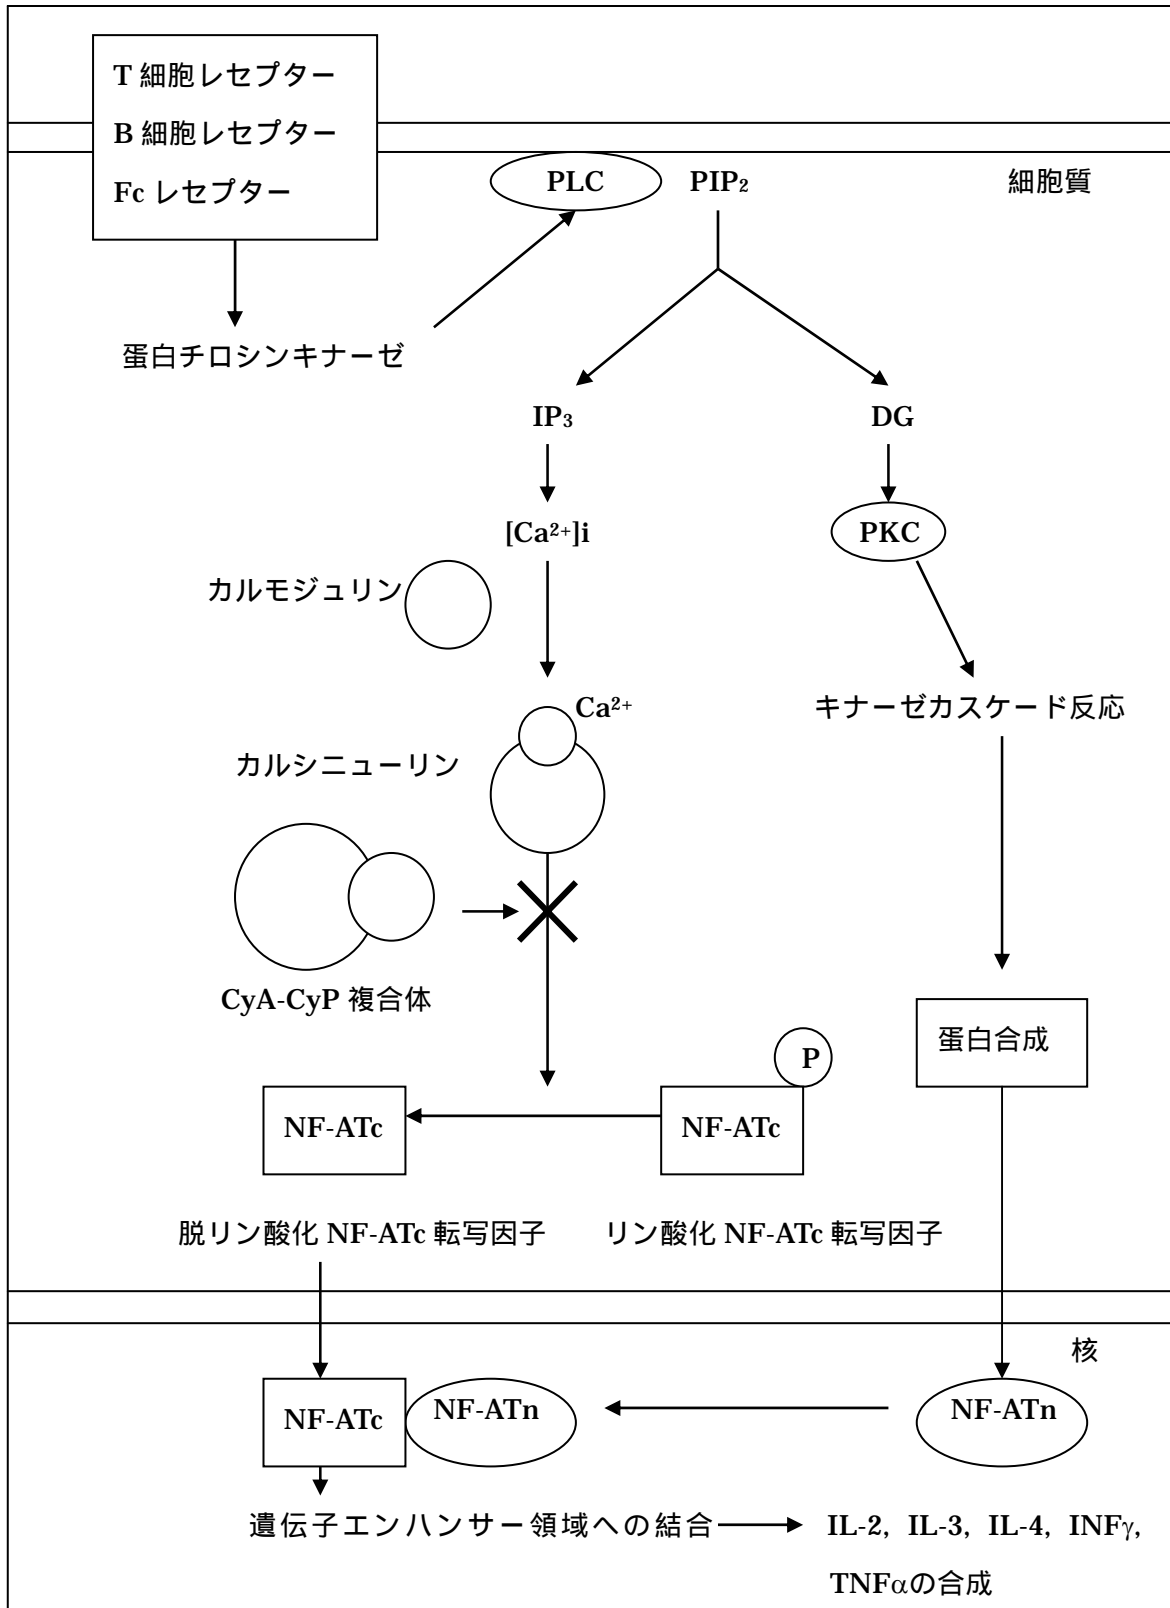 T 細胞レセプター
B 細胞レセプター
Fc レセプター
PLC
PIP₂
細胞質
蛋白チロシンキナーゼ
IP₃
DG
[Ca²⁺]i
PKC
カルモジュリン
Ca²⁺
キナーゼカスケード反応
カルシニューリン
CyA-CyP 複合体
蛋白合成
P
NF-ATc
NF-ATc
脱リン酸化 NF-ATc 転写因子
リン酸化 NF-ATc 転写因子
核
NF-ATc
NF-ATn
NF-ATn
遺伝子エンハンサー領域への結合
IL-2, IL-3, IL-4, INFγ,
TNFαの合成